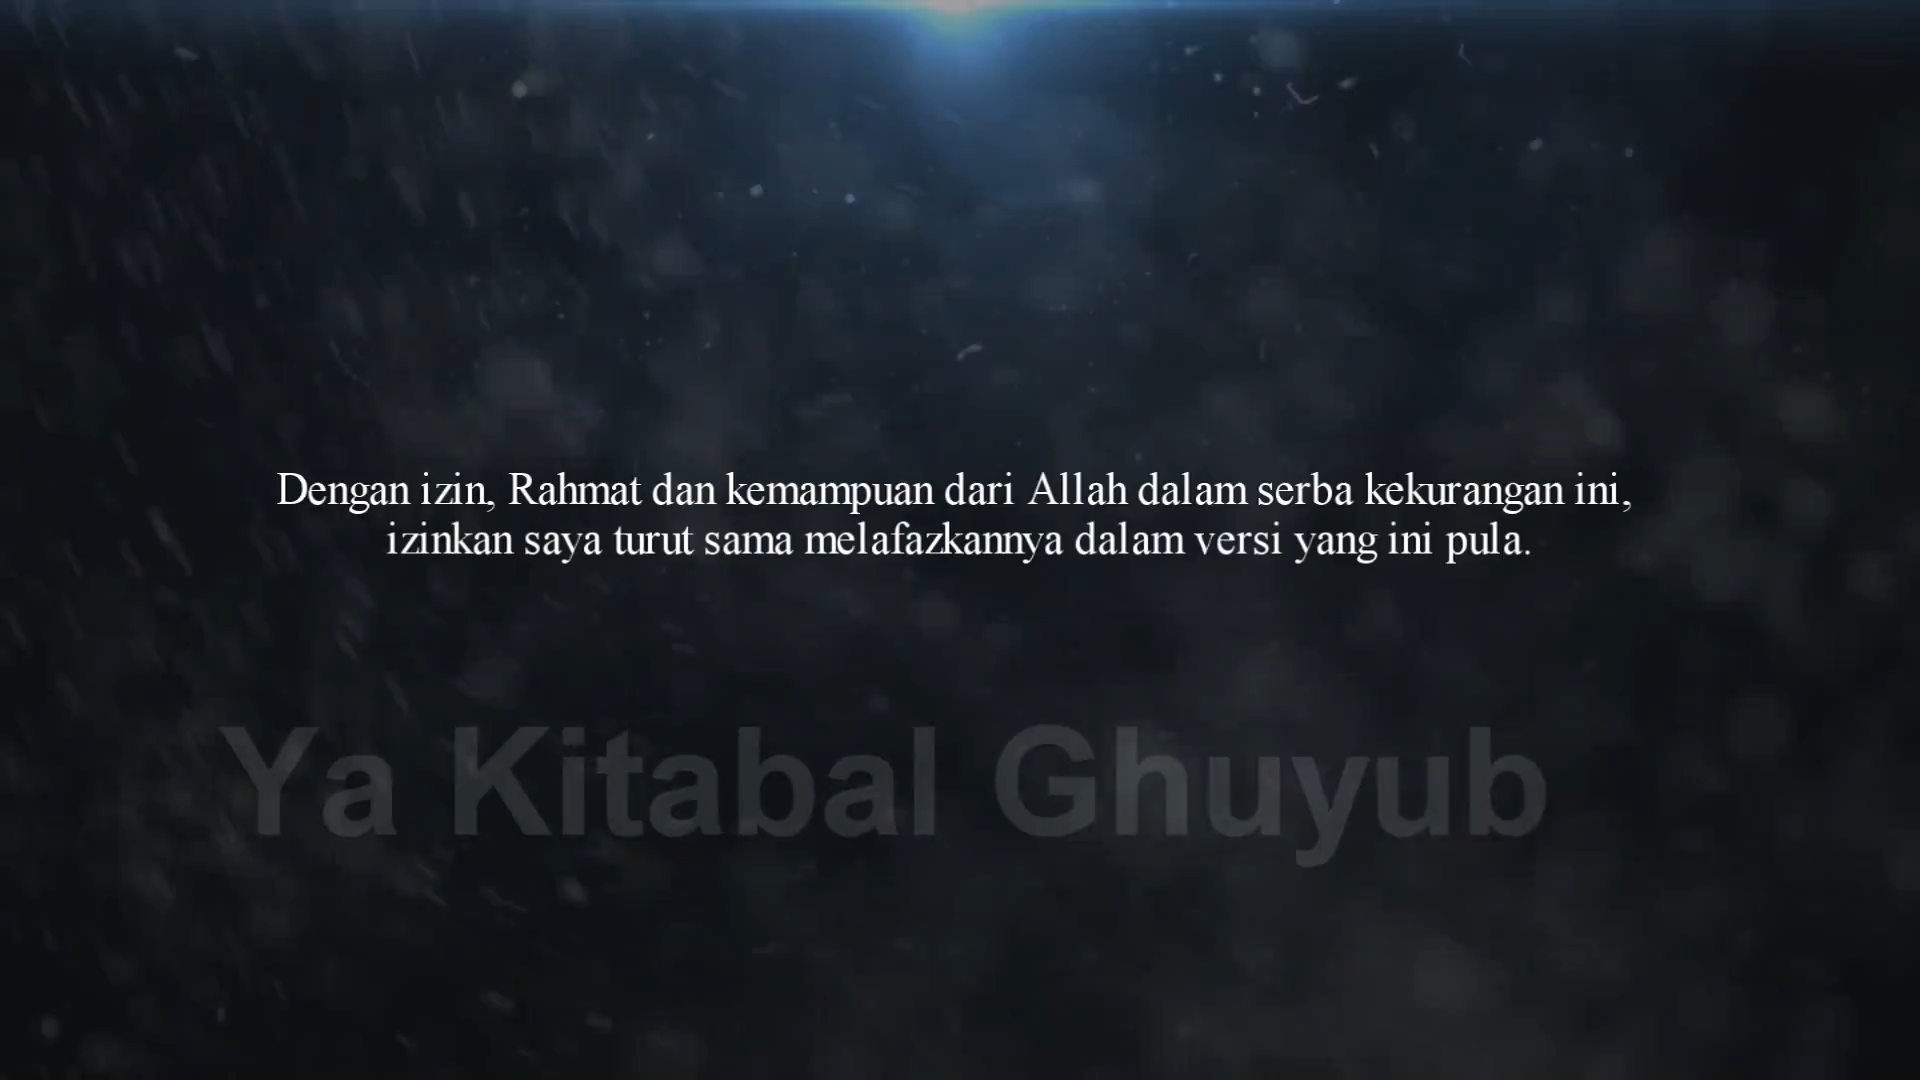 Dengan izin, Rahmat dan kemampuan dari Allah dalam serba kekurangan ini,
izinkan saya turut sama melafazkannya dalam versi yang ini pula.
Ya Kitabal Ghuyub